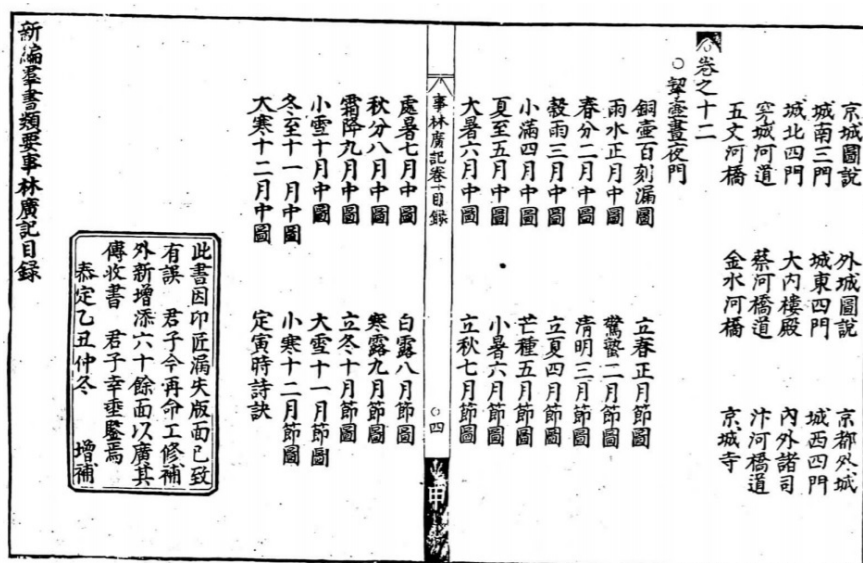 京城圖說 外城圖說 京都外城
城南三門 城東四門 城西四門
城北四門 大內樓殿 內外諸司
城河道 蔡河橋道 汴河橋道
五丈河橋 金水河橋 京城寺
卷之十二
○挈壺晝夜門
銅壺百刻漏圖 立春正月節圖
雨水正月中圖 驚蟄二月節圖
春分二月中圖 清明三月節圖
穀雨三月中圖 立夏四月節圖
小滿四月中圖 芒種五月節圖
夏至五月中圖 小暑六月節圖
大暑六月中圖 立秋七月節圖
事林廣記卷十目錄 ○四 甲
處暑七月中圖 白露八月節圖
秋分八月中圖 寒露九月節圖
霜降九月中圖 立冬十月節圖
小雪十月中圖 大雪十一月節圖
冬至十一月中圖 小寒十二月節圖
大寒十二月中圖 定寅時詩訣
此書因印匠漏失版面已致
有誤 君子今再命工修補
外新增添六十餘面以廣其
傳收書 君子幸垂鑒焉
泰定乙丑仲冬 增補
新編羣書類要事林廣記目録